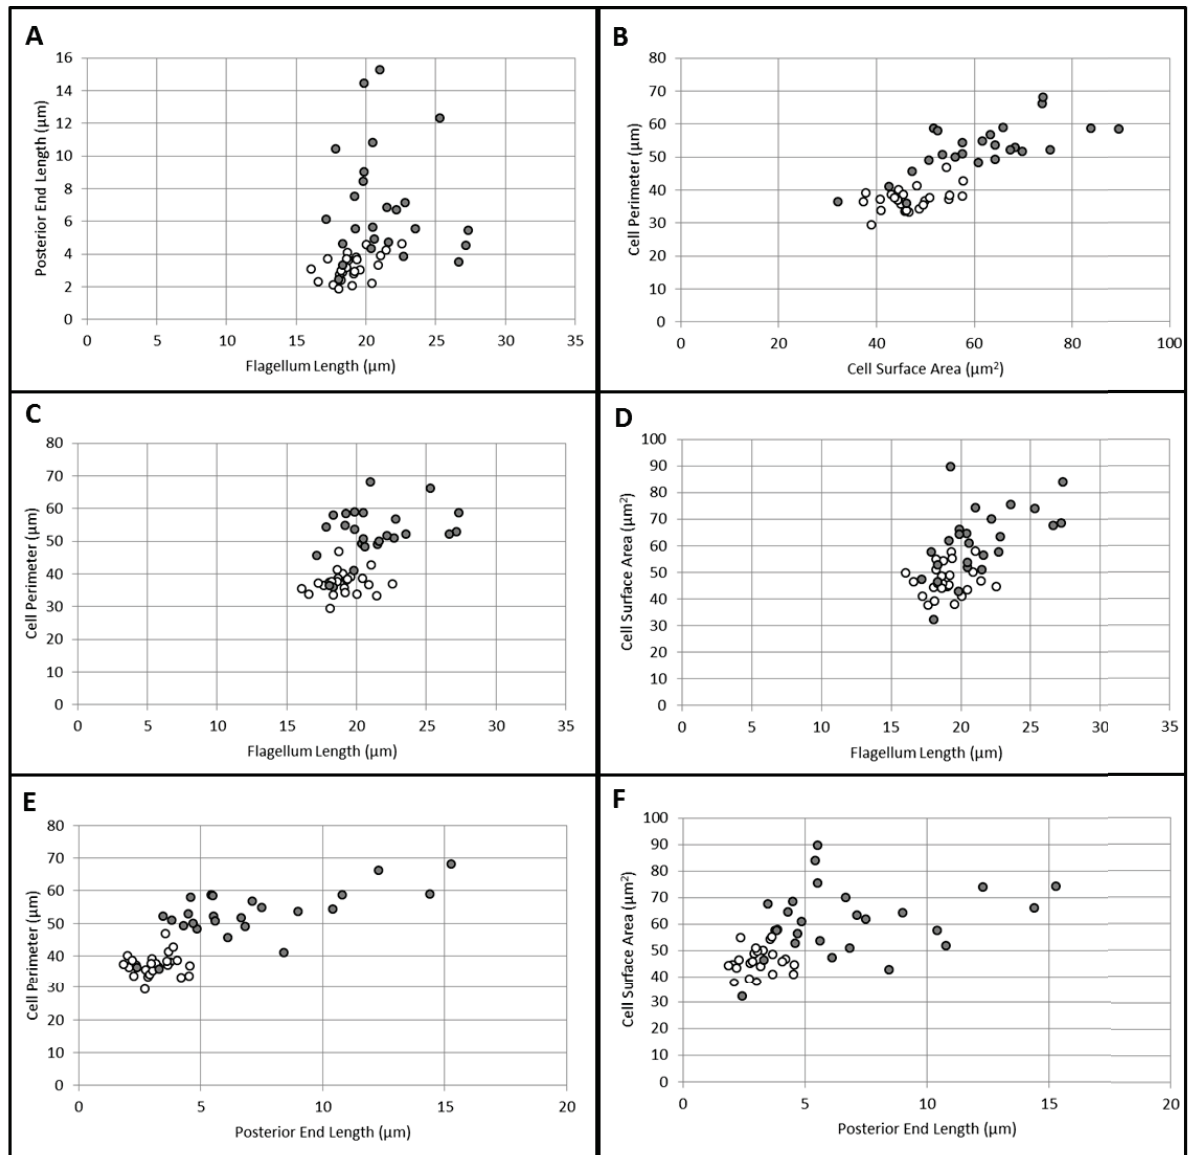 A
Posterior End Length (µm)
16
14
12
10
8
6
4
2
0
0 5 10 15 20 25 30 35
Flagellum Length (µm)
B
Cell Perimeter (µm)
80
70
60
50
40
30
20
10
0
0 20 40 60 80 100
Cell Surface Area (µm²)
C
Cell Perimeter (µm)
80
70
60
50
40
30
20
10
0
0 5 10 15 20 25 30 35
Flagellum Length (µm)
D
Cell Surface Area (µm²)
100
90
80
70
60
50
40
30
20
10
0
0 5 10 15 20 25 30 35
Flagellum Length (µm)
E
Cell Perimeter (µm)
80
70
60
50
40
30
20
10
0
0 5 10 15 20
Posterior End Length (µm)
F
Cell Surface Area (µm²)
100
90
80
70
60
50
40
30
20
10
0
0 5 10 15 20
Posterior End Length (µm)